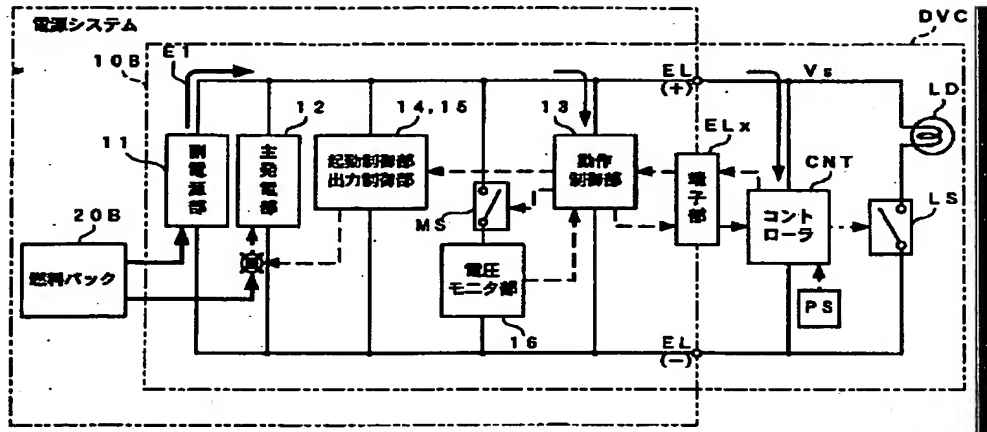 電源システム
DVC
10B
E1
EL
(+)
Vs
LD
12
14,15
13
ELx
11
副電源部
主発電部
起動制御部
出力制御部
動作
制御部
端子部
CNT
コント
ローラ
LS
MS
20B
燃料パック
電圧
モニタ部
PS
16
EL
(−)